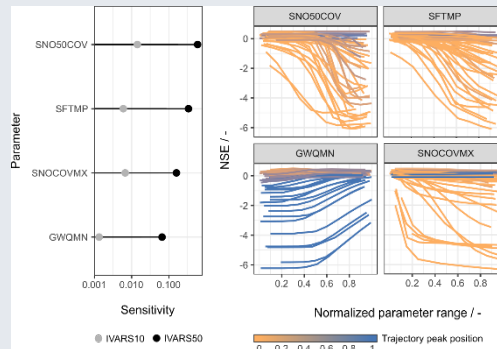 SNO50COV
SFTMP
SNOCOVMX
GWQMN
Parameter
0.001
0.010
0.100
Sensitivity
IVARS10
IVARS50
SNO50COV
SFTMP
0
-2
-4
-6
NSE / -
GWQMN
SNOCOVMX
0
-2
-4
-6
0.2
0.4
0.6
0.8
0.2
0.4
0.6
0.8
Normalized parameter range / -
Trajectory peak position